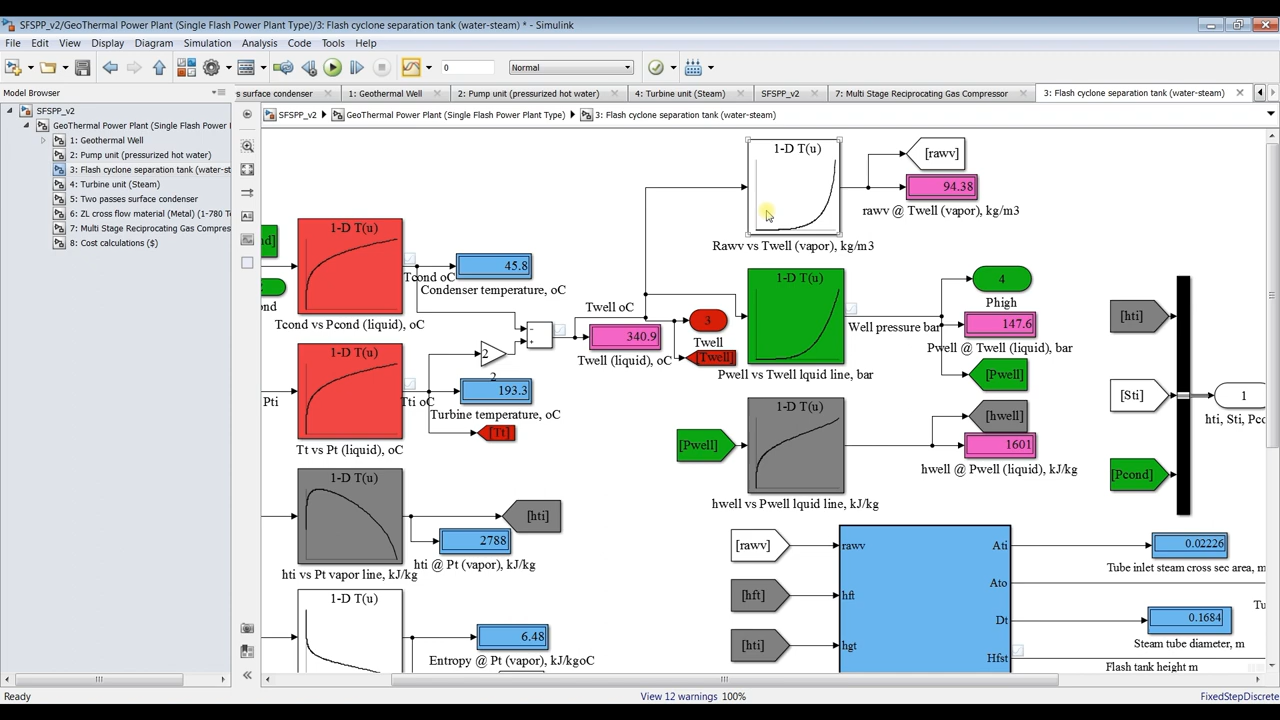 SFSPP_v2/GeoThermal Power Plant (Single Flash Power Plant Type)/3: Flash cyclone separation tank (water-steam) * - Simulink
File Edit View Display Diagram Simulation Analysis Code Tools Help
0 Normal
Model Browser
s surface condenser 1: Geothermal Well 2: Pump unit (pressurized hot water) 4: Turbine unit (Steam) SFSPP_v2 7: Multi Stage Reciprocating Gas Compressor 3: Flash cyclone separation tank (water-steam)
SFSPP_v2 GeoThermal Power Plant (Single Flash Power Plant Type) 3: Flash cyclone separation tank (water-steam)
SFSPP_v2
GeoThermal Power Plant (Single Flash Power I
1: Geothermal Well
2: Pump unit (pressurized hot water)
3: Flash cyclone separation tank (water-st
4: Turbine unit (Steam)
5: Two passes surface condenser
6: ZL cross flow material (Metal) (1-780 T
7: Multi Stage Reciprocating Gas Compres
8: Cost calculations ($)
1-D T(u)
[rawv]
94.38
rawv @ Twell (vapor), kg/m3
Rawv vs Twell (vapor), kg/m3
1-D T(u)
d]
nd
Tcond oC
45.8
Condenser temperature, oC
Tcond vs Pcond (liquid), oC
1-D T(u)
Pti
Tti oC
2
2
193.3
Turbine temperature, oC
[Tt]
Tt vs Pt (liquid), oC
-
+
Twell oC
340.9
Twell (liquid), oC
3
Twell
[Twell]
1-D T(u)
Well pressure bar
Pwell vs Twell lquid line, bar
4
Phigh
147.6
Pwell @ Twell (liquid), bar
[Pwell]
[Pwell]
1-D T(u)
hwell vs Pwell lquid line, kJ/kg
[hwell]
1601
hwell @ Pwell (liquid), kJ/kg
[hti]
[Sti]
[Pcond]
1
hti, Sti, Pcc
1-D T(u)
[hti]
2788
hti @ Pt (vapor), kJ/kg
hti vs Pt vapor line, kJ/kg
1-D T(u)
6.48
Entropy @ Pt (vapor), kJ/kgoC
[rawv]
[hft]
[hti]
rawv
hft
hgt
Ati
Ato
Dt
Hfst
0.02226
Tube inlet steam cross sec area, m
Tu
0.1684
Steam tube diameter, m
Flash tank height m
Ready View 12 warnings 100% FixedStepDiscrete